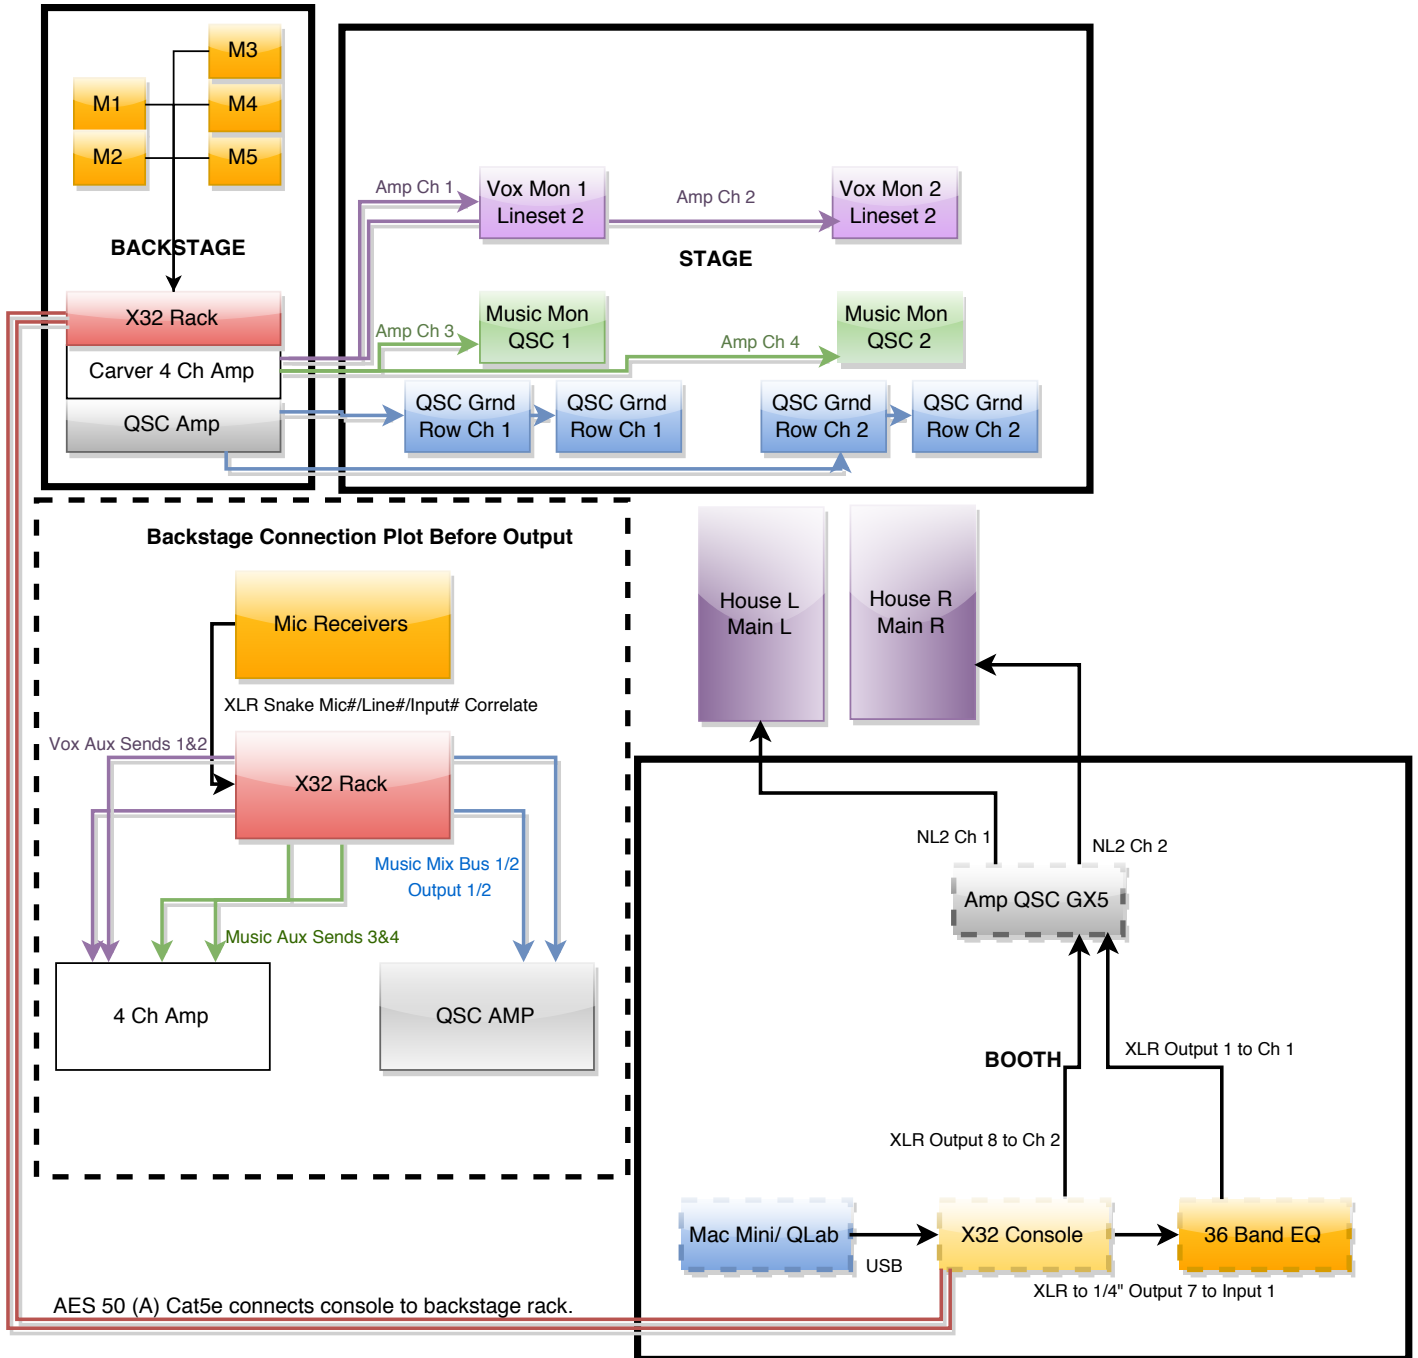 M3
M1
M4
M2
M5
BACKSTAGE
X32 Rack
Carver 4 Ch Amp
QSC Amp
Amp Ch 1
Vox Mon 1
Lineset 2
Amp Ch 2
Vox Mon 2
Lineset 2
STAGE
Amp Ch 3
Music Mon
QSC 1
Amp Ch 4
Music Mon
QSC 2
QSC Grnd
Row Ch 1
QSC Grnd
Row Ch 1
QSC Grnd
Row Ch 2
QSC Grnd
Row Ch 2
Backstage Connection Plot Before Output
Mic Receivers
XLR Snake Mic#/Line#/Input# Correlate
Vox Aux Sends 1&2
X32 Rack
Music Mix Bus 1/2
Output 1/2
Music Aux Sends 3&4
4 Ch Amp
QSC AMP
House L
Main L
House R
Main R
NL2 Ch 1
NL2 Ch 2
Amp QSC GX5
BOOTH
XLR Output 1 to Ch 1
XLR Output 8 to Ch 2
Mac Mini/ QLab
USB
X32 Console
36 Band EQ
XLR to 1/4" Output 7 to Input 1
AES 50 (A) Cat5e connects console to backstage rack.